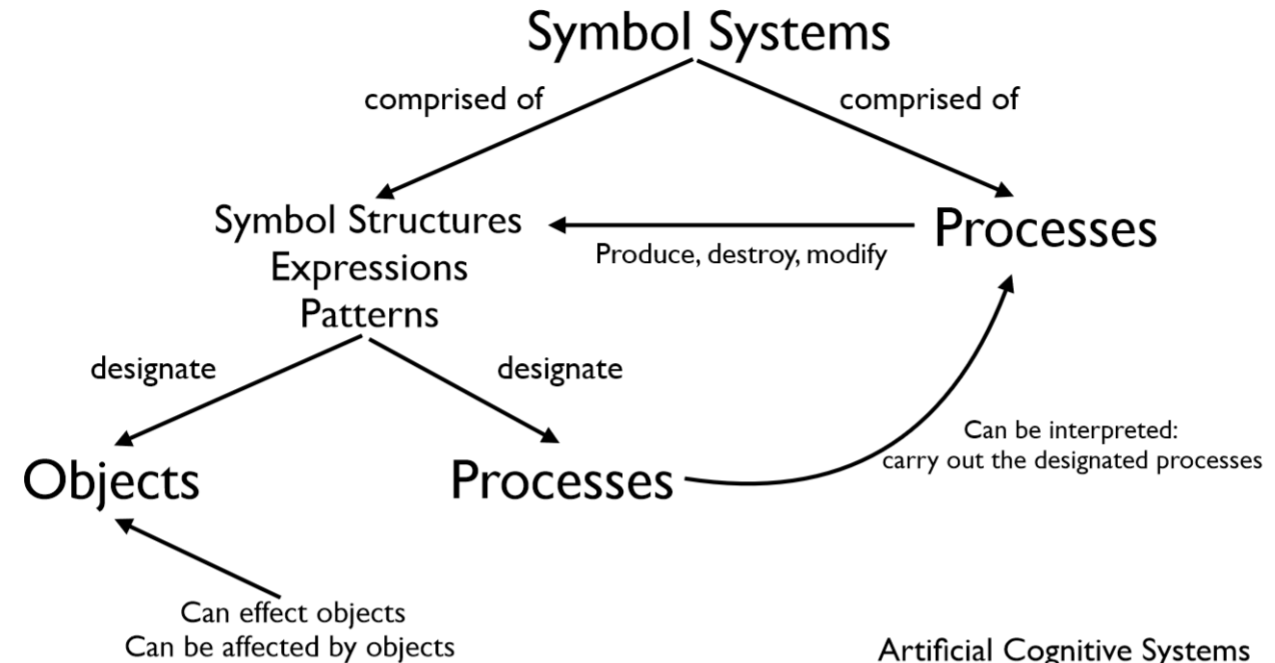 Symbol Systems
comprised of
comprised of
Symbol Structures
Expressions
Patterns
Produce, destroy, modify
Processes
designate
designate
Can be interpreted:
carry out the designated processes
Objects
Processes
Can effect objects
Can be affected by objects
Artificial Cognitive Systems